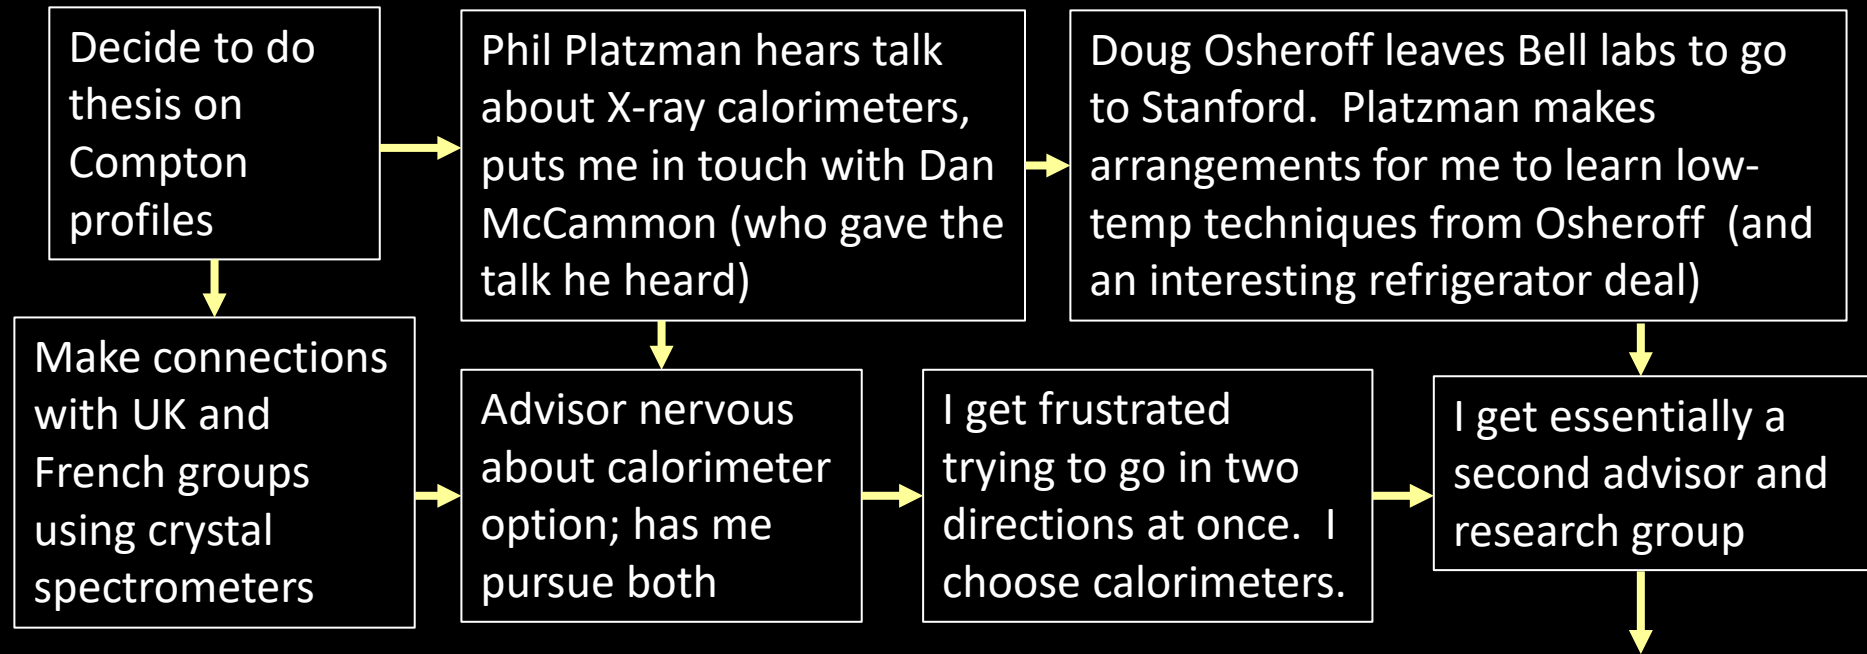 Decide to do
thesis on
Compton
profiles
Phil Platzman hears talk
about X-ray calorimeters,
puts me in touch with Dan
McCammon (who gave the
talk he heard)
Doug Osheroff leaves Bell labs to go
to Stanford.  Platzman makes
arrangements for me to learn low-
temp techniques from Osheroff  (and
an interesting refrigerator deal)
Make connections
with UK and
French groups
using crystal
spectrometers
Advisor nervous
about calorimeter
option; has me
pursue both
I get frustrated
trying to go in two
directions at once.  I
choose calorimeters.
I get essentially a
second advisor and
research group